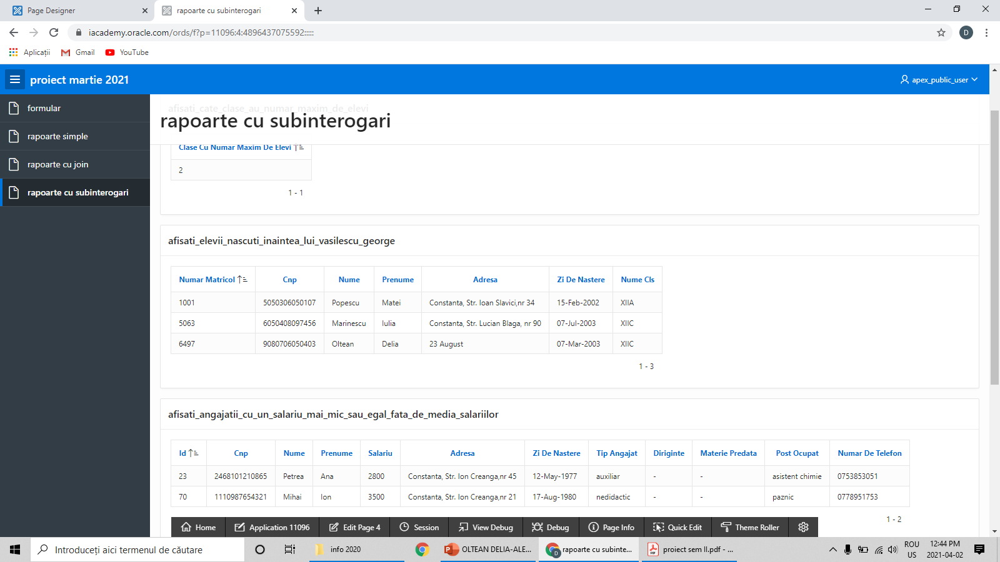 Page Designer
rapoarte cu subinterogari
iacademy.oracle.com/ords/f?p=11096:4:4896437075592:::::
D
Aplicații
Gmail
YouTube
proiect martie 2021
apex_public_user
formular
rapoarte simple
rapoarte cu join
rapoarte cu subinterogari
afisati_cate_clase_au_numar_maxim_de_elevi
rapoarte cu subinterogari
Clase Cu Numar Maxim De Elevi
2
1 - 1
afisati_elevii_nascuti_inaintea_lui_vasilescu_george
Numar Matricol Cnp Nume Prenume Adresa Zi De Nastere Nume Cls
1001 5050306050107 Popescu Matei Constanta, Str. Ioan Slavici,nr 34 15-Feb-2002 XIIA
5063 6050408097456 Marinescu Iulia Constanta, Str. Lucian Blaga, nr 90 07-Jul-2003 XIIC
6497 9080706050403 Oltean Delia 23 August 07-Mar-2003 XIIC
1 - 3
afisati_angajatii_cu_un_salariu_mai_mic_sau_egal_fata_de_media_salariilor
Id Cnp Nume Prenume Salariu Adresa Zi De Nastere Tip Angajat Diriginte Materie Predata Post Ocupat Numar De Telefon
23 2468101210865 Petrea Ana 2800 Constanta, Str. Ion Creanga,nr 45 12-May-1977 auxiliar - - asistent chimie 0753853051
70 1110987654321 Mihai Ion 3500 Constanta, Str. Ion Creanga,nr 21 17-Aug-1980 nedidactic - - paznic 0778951753
1 - 2
Home Application 11096 Edit Page 4 Session View Debug Debug Page Info Quick Edit Theme Roller
Introduceți aici termenul de căutare
info 2020
OLTEAN DELIA-ALE...
rapoarte cu subinte...
proiect sem II.pdf - ...
ROU
US
12:44 PM
2021-04-02